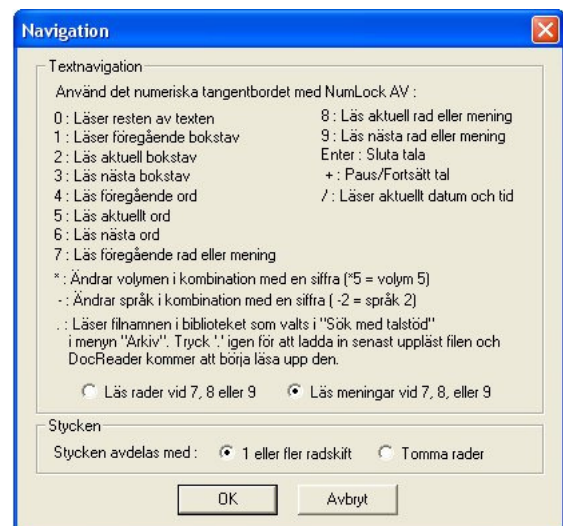 Navigation
Textnavigation
Använd det numeriska tangentbordet med NumLock AV :
0 : Läser resten av texten
1 : Läser föregående bokstav
2 : Läs aktuell bokstav
3 : Läs nästa bokstav
4 : Läs föregående ord
5 : Läs aktuellt ord
6 : Läs nästa ord
7 : Läs föregående rad eller mening
8 : Läs aktuell rad eller mening
9 : Läs nästa rad eller mening
Enter : Sluta tala
+ : Paus/Fortsätt tal
/ : Läser aktuellt datum och tid
* : Ändrar volymen i kombination med en siffra (*5 = volym 5)
- : Ändrar språk i kombination med en siffra ( -2 = språk 2)
. : Läser filnamnen i biblioteket som valts i "Sök med talstöd"
i menyn "Arkiv". Tryck '.' igen för att ladda in senast uppläst filen och
DocReader kommer att börja läsa upp den.
Läs rader vid 7, 8 eller 9 Läs meningar vid 7, 8, eller 9
Stycken
Stycken avdelas med : 1 eller fler radskift Tomma rader
OK Avbryt